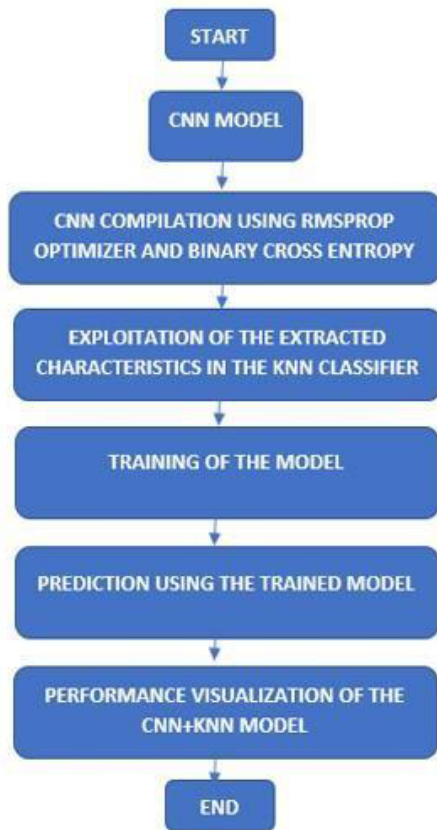 START
CNN MODEL
CNN COMPILATION USING RMSPROP
OPTIMIZER AND BINARY CROSS ENTROPY
EXPLOITATION OF THE EXTRACTED
CHARACTERISTICS IN THE KNN CLASSIFIER
TRAINING OF THE MODEL
PREDICTION USING THE TRAINED MODEL
PERFORMANCE VISUALIZATION OF THE
CNN+KNN MODEL
END